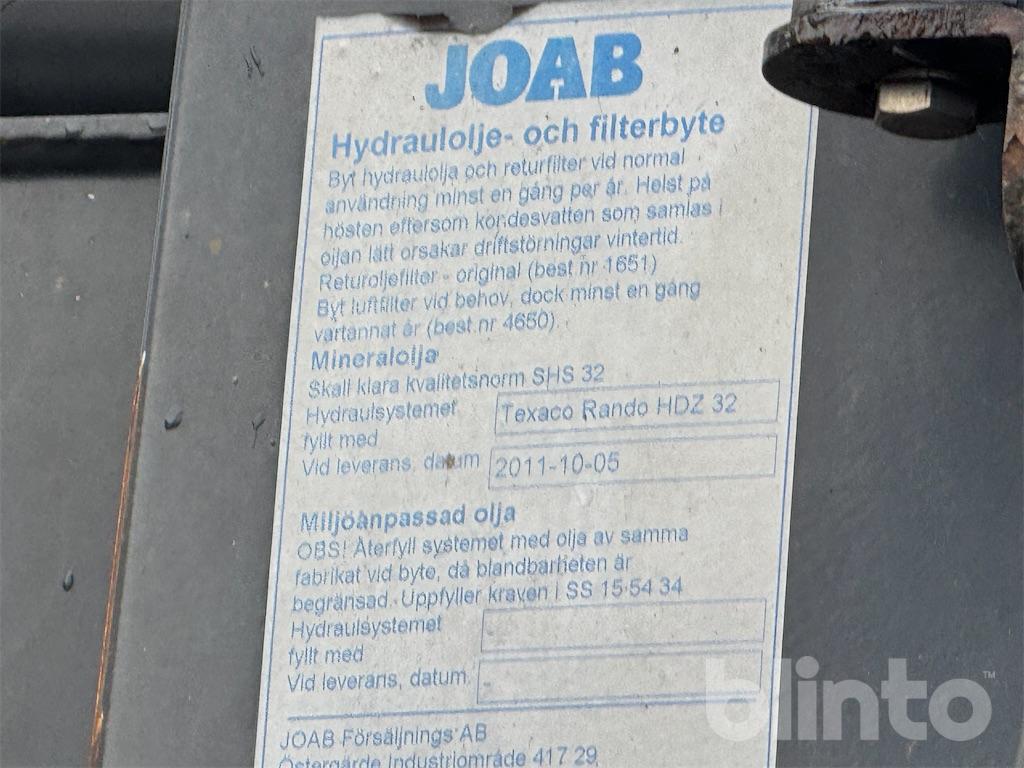 JOAB
Hydraulolje- och filterbyte
Byt hydraulolja och returfilter vid normal
användning minst en gång per år. Helst på
hösten eftersom kondesvatten som samlas i
oljan lätt orsakar driftstörningar vintertid.
Returoljefilter - original (best.nr 1651)
Byt luftfilter vid behov, dock minst en gång
vartannat år (best.nr 4650).
Mineralolja
Skall klara kvalitetsnorm SHS 32
Hydraulsystemet
fyllt med
Texaco Rando HDZ 32
Vid leverans, datum
2011-10-05
Miljöanpassad olja
OBS! Återfyll systemet med olja av samma
fabrikat vid byte, då blandbarheten är
begränsad. Uppfyller kraven i SS 15 54 34
Hydraulsystemet
fyllt med
Vid leverans, datum
-
JOAB Försäljnings AB
Östergärde Industriområde 417 29
blinto™